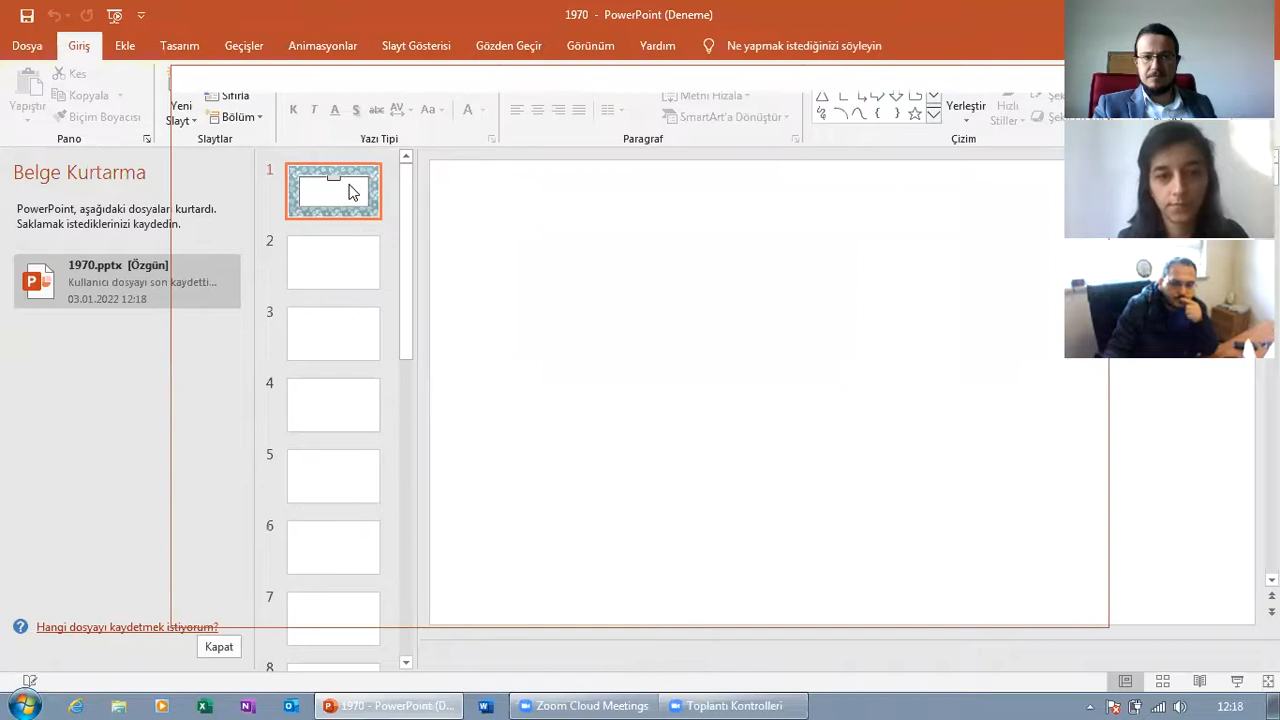 1970 - PowerPoint (Deneme)
Dosya Giriş Ekle Tasarım Geçişler Animasyonlar Slayt Gösterisi Gözden Geçir Görünüm Yardım Ne yapmak istediğinizi söyleyin
Yapıştır
Kes
Kopyala
Biçim Boyacısı
Pano
Yeni
Slayt
Sıfırla
Bölüm
Slaytlar
K T A S abc AV Aa A
Yazı Tipi
Metni Hizala
SmartArt'a Dönüştür
Paragraf
Yerleştir
Hızlı
Stiller
Çizim
Belge Kurtarma
PowerPoint, aşağıdaki dosyaları kurtardı.
Saklamak istediklerinizi kaydedin.
1970.pptx [Özgün]
Kullanıcı dosyayı son kaydetti...
03.01.2022 12:18
1
2
3
4
5
6
7
8
Hangi dosyayı kaydetmek istiyorum?
Kapat
1970 - PowerPoint (D...
Zoom Cloud Meetings
Toplantı Kontrolleri
12:18